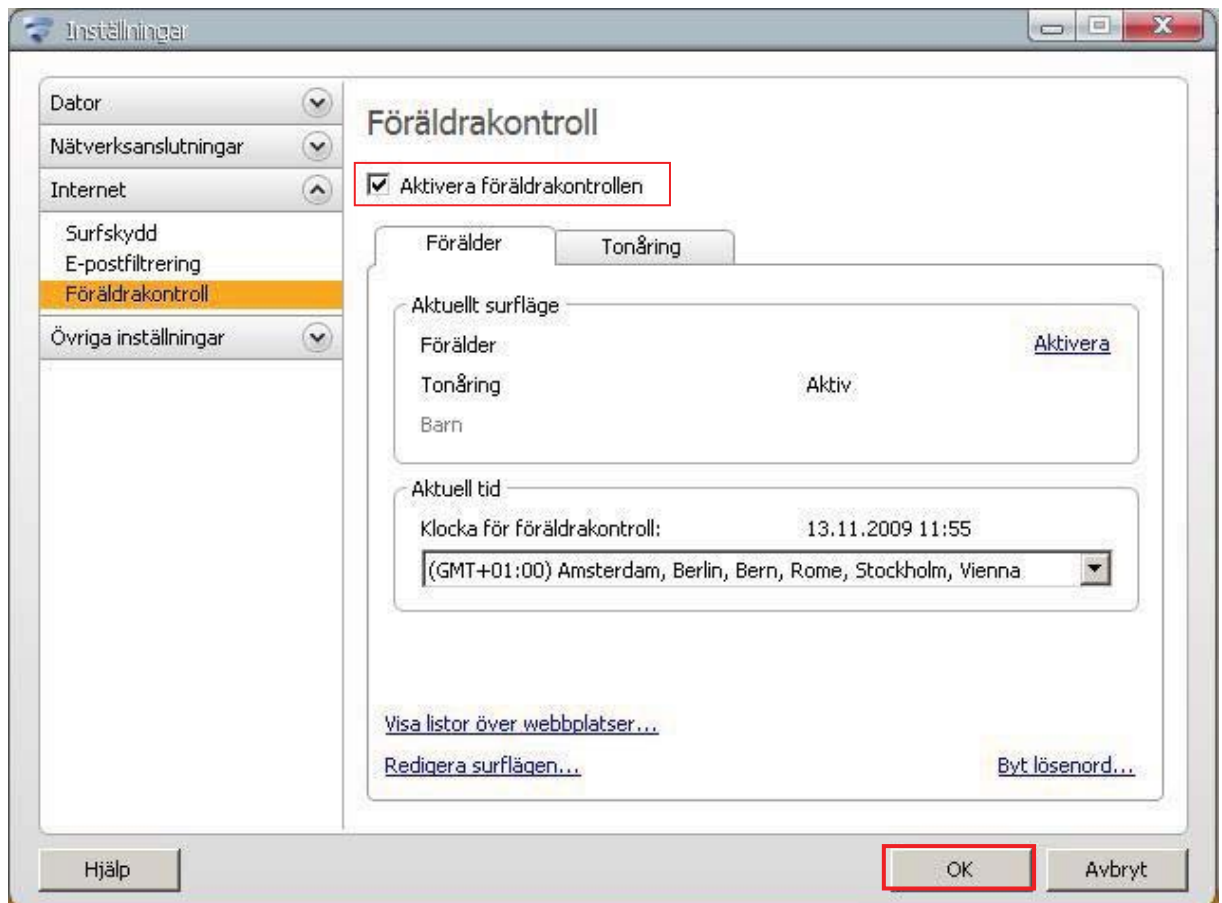 Inställningar
Dator
Nätverksanslutningar
Internet
Surfskydd
E-postfiltrering
Föräldrakontroll
Övriga inställningar
Föräldrakontroll
Aktivera föräldrakontrollen
Förälder
Tonåring
Aktuellt surfläge
Förälder Aktivera
Tonåring Aktiv
Barn
Aktuell tid
Klocka för föräldrakontroll: 13.11.2009 11:55
(GMT+01:00) Amsterdam, Berlin, Bern, Rome, Stockholm, Vienna
Visa listor över webbplatser...
Redigera surflägen... Byt lösenord...
Hjälp OK Avbryt